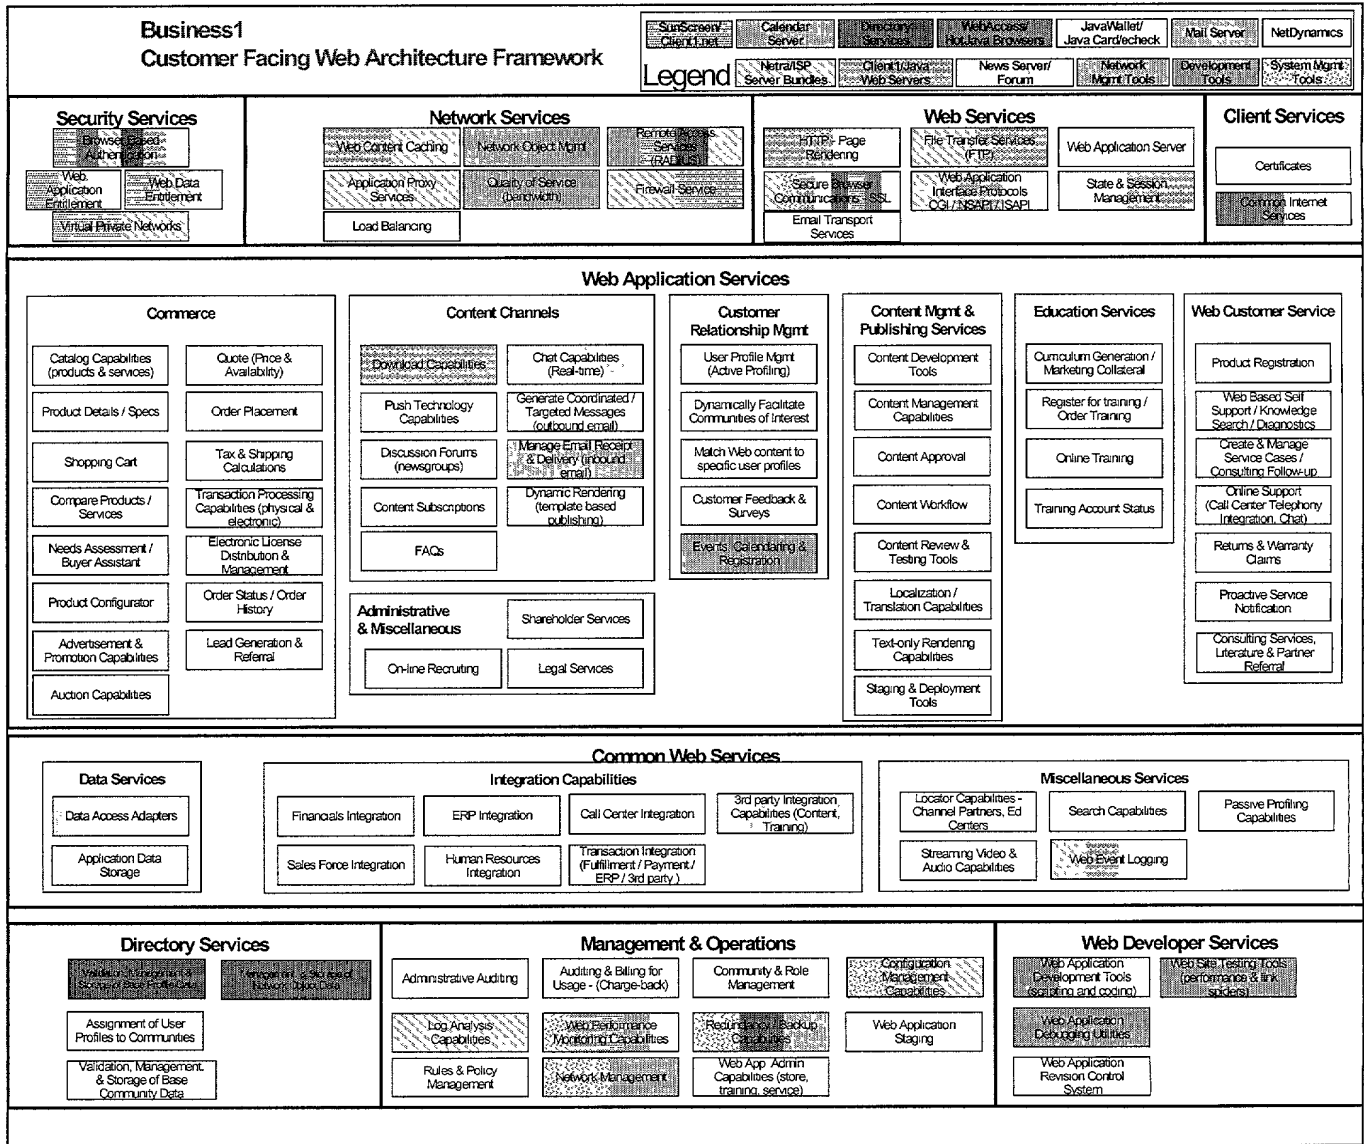 Business1
Customer Facing Web Architecture Framework
Legend
SunScreen/
Client1.net
Calendar
Server
Directory
Services
WebAccess/
HotJava Browsers
JavaWallet/
Java Card/echeck
Mail Server
NetDynamics
Netra/ISP
Server Bundles
Client1/Java
Web Servers
News Server/
Forum
Network
Mgmt Tools
Development
Tools
System Mgmt
Tools
Security Services
Browser Based
Authentication
Web.
Application
Entitlement
Web Data
Entitlement
Virtual Private Networks
Network Services
Web Content Caching
Network Object Mgmt
Remote Access
Services
(RADIUS)
Application Proxy
Services
Quality of Service
(bandwidth)
Firewall Service
Load Balancing
Web Services
HTTP - Page
Rendering
File Transfer Services
(FTP)
Web Application Server
Secure Browser
Communications - SSL
Web Application
Interface Protocols
CGI / NSAPI / ISAPI
State & Session
Management
Email Transport
Services
Client Services
Certificates
Common Internet
Services
Web Application Services
Commerce
Catalog Capabilities
(products & services)
Quote (Price &
Availability)
Product Details / Specs
Order Placement
Shopping Cart
Tax & Shipping
Calculations
Compare Products /
Services
Transaction Processing
Capabilities (physical &
electronic)
Needs Assessment /
Buyer Assistant
Electronic License
Distribution &
Management
Product Configurator
Order Status / Order
History
Advertisement &
Promotion Capabilities
Lead Generation &
Referral
Auction Capabilities
Content Channels
Download Capabilities
Chat Capabilities
(Real-time)
Push Technology
Capabilities
Generate Coordinated /
Targeted Messages
(outbound email)
Discussion Forums
(newsgroups)
Manage Email Receipt
& Delivery (inbound
email)
Content Subscriptions
Dynamic Rendering
(template based
publishing)
FAQs
Administrative
& Miscellaneous
Shareholder Services
On-line Recruiting
Legal Services
Customer
Relationship Mgmt
User Profile Mgmt
(Active Profiling)
Dynamically Facilitate
Communities of Interest
Match Web content to
specific user profiles
Customer Feedback &
Surveys
Events, Calendaring &
Registration
Content Mgmt &
Publishing Services
Content Development
Tools
Content Management
Capabilities
Content Approval
Content Workflow
Content Review &
Testing Tools
Localization /
Translation Capabilities
Text-only Rendering
Capabilities
Staging & Deployment
Tools
Education Services
Curriculum Generation /
Marketing Collateral
Register for training /
Order Training
Online Training
Training Account Status
Web Customer Service
Product Registration
Web Based Self
Support / Knowledge
Search / Diagnostics
Create & Manage
Service Cases /
Consulting Follow-up
Online Support
(Call Center Telephony
Integration, Chat)
Returns & Warranty
Claims
Proactive Service
Notification
Consulting Services,
Literature & Partner
Referral
Common Web Services
Data Services
Data Access Adapters
Application Data
Storage
Integration Capabilities
Financials Integration
ERP Integration
Call Center Integration
3rd party Integration
Capabilities (Content,
Training)
Sales Force Integration
Human Resources
Integration
Transaction Integration
(Fulfillment / Payment /
ERP / 3rd party )
Miscellaneous Services
Locator Capabilities -
Channel Partners, Ed
Centers
Search Capabilities
Passive Profiling
Capabilities
Streaming Video &
Audio Capabilities
Web Event Logging
Directory Services
Validation, Management &
Storage of Base Profile Data
Management & Storage of
Network Object Data
Assignment of User
Profiles to Communities
Validation, Management.
& Storage of Base
Community Data
Management & Operations
Administrative Auditing
Auditing & Billing for
Usage - (Charge-back)
Community & Role
Management
Configuration
Management
Capabilities
Log Analysis
Capabilities
Web Performance
Monitoring Capabilities
Redundancy / Backup
Capabilities
Web Application
Staging
Rules & Policy
Management
Network Management
Web App Admin
Capabilities (store,
training, service)
Web Developer Services
Web Application
Development Tools
(scripting and coding)
Web Site Testing Tools
(performance & link
spiders)
Web Application
Debugging Utilities
Web Application
Revision Control
System